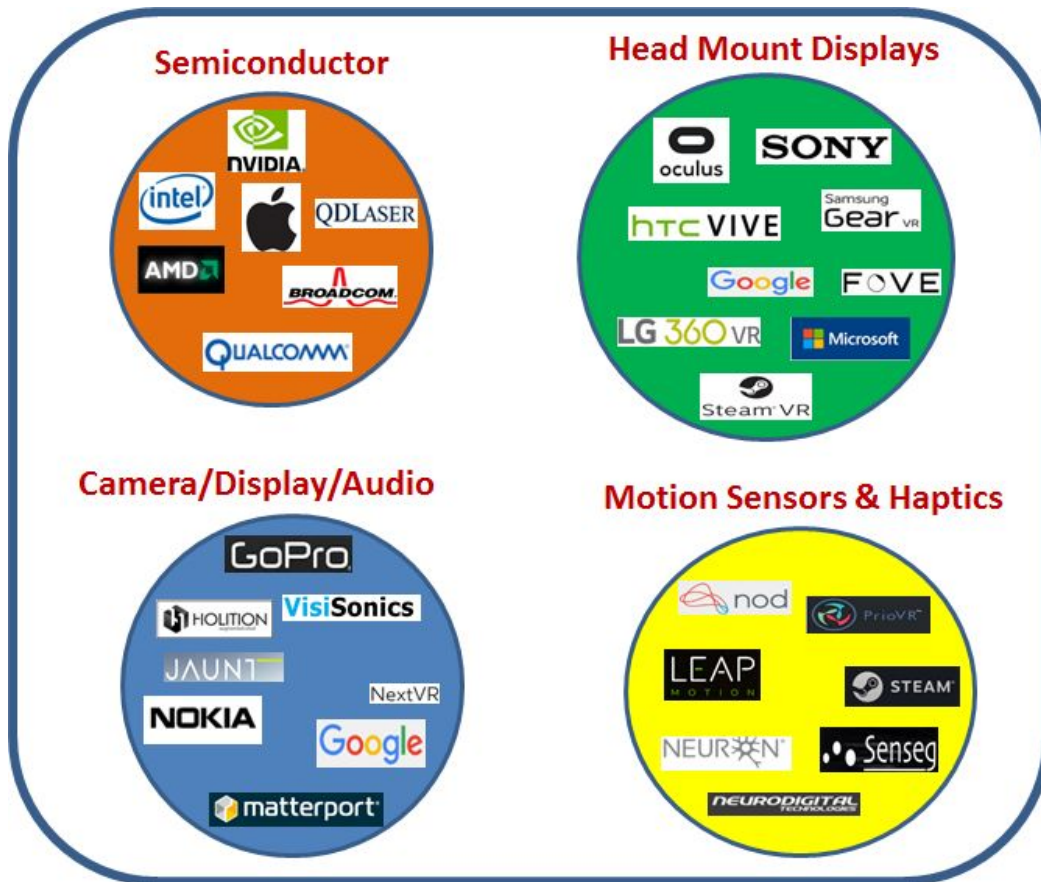 Semiconductor
NVIDIA.
intel
QDLASER
AMD
BROADCOM.
QUALCOMM
Head Mount Displays
oculus
SONY
hTC VIVE
Samsung
Gear VR
Google
FOVE
LG 360 VR
Microsoft
Steam VR
Camera/Display/Audio
GoPro
HOLITION
VisiSonics
JAUNT
NextVR
NOKIA
Google
matterport
Motion Sensors & Haptics
nod
PrioVR™
LEAP
MOTION
STEAM
NEURON
Senseg
NEURODIGITAL
TECHNOLOGIES